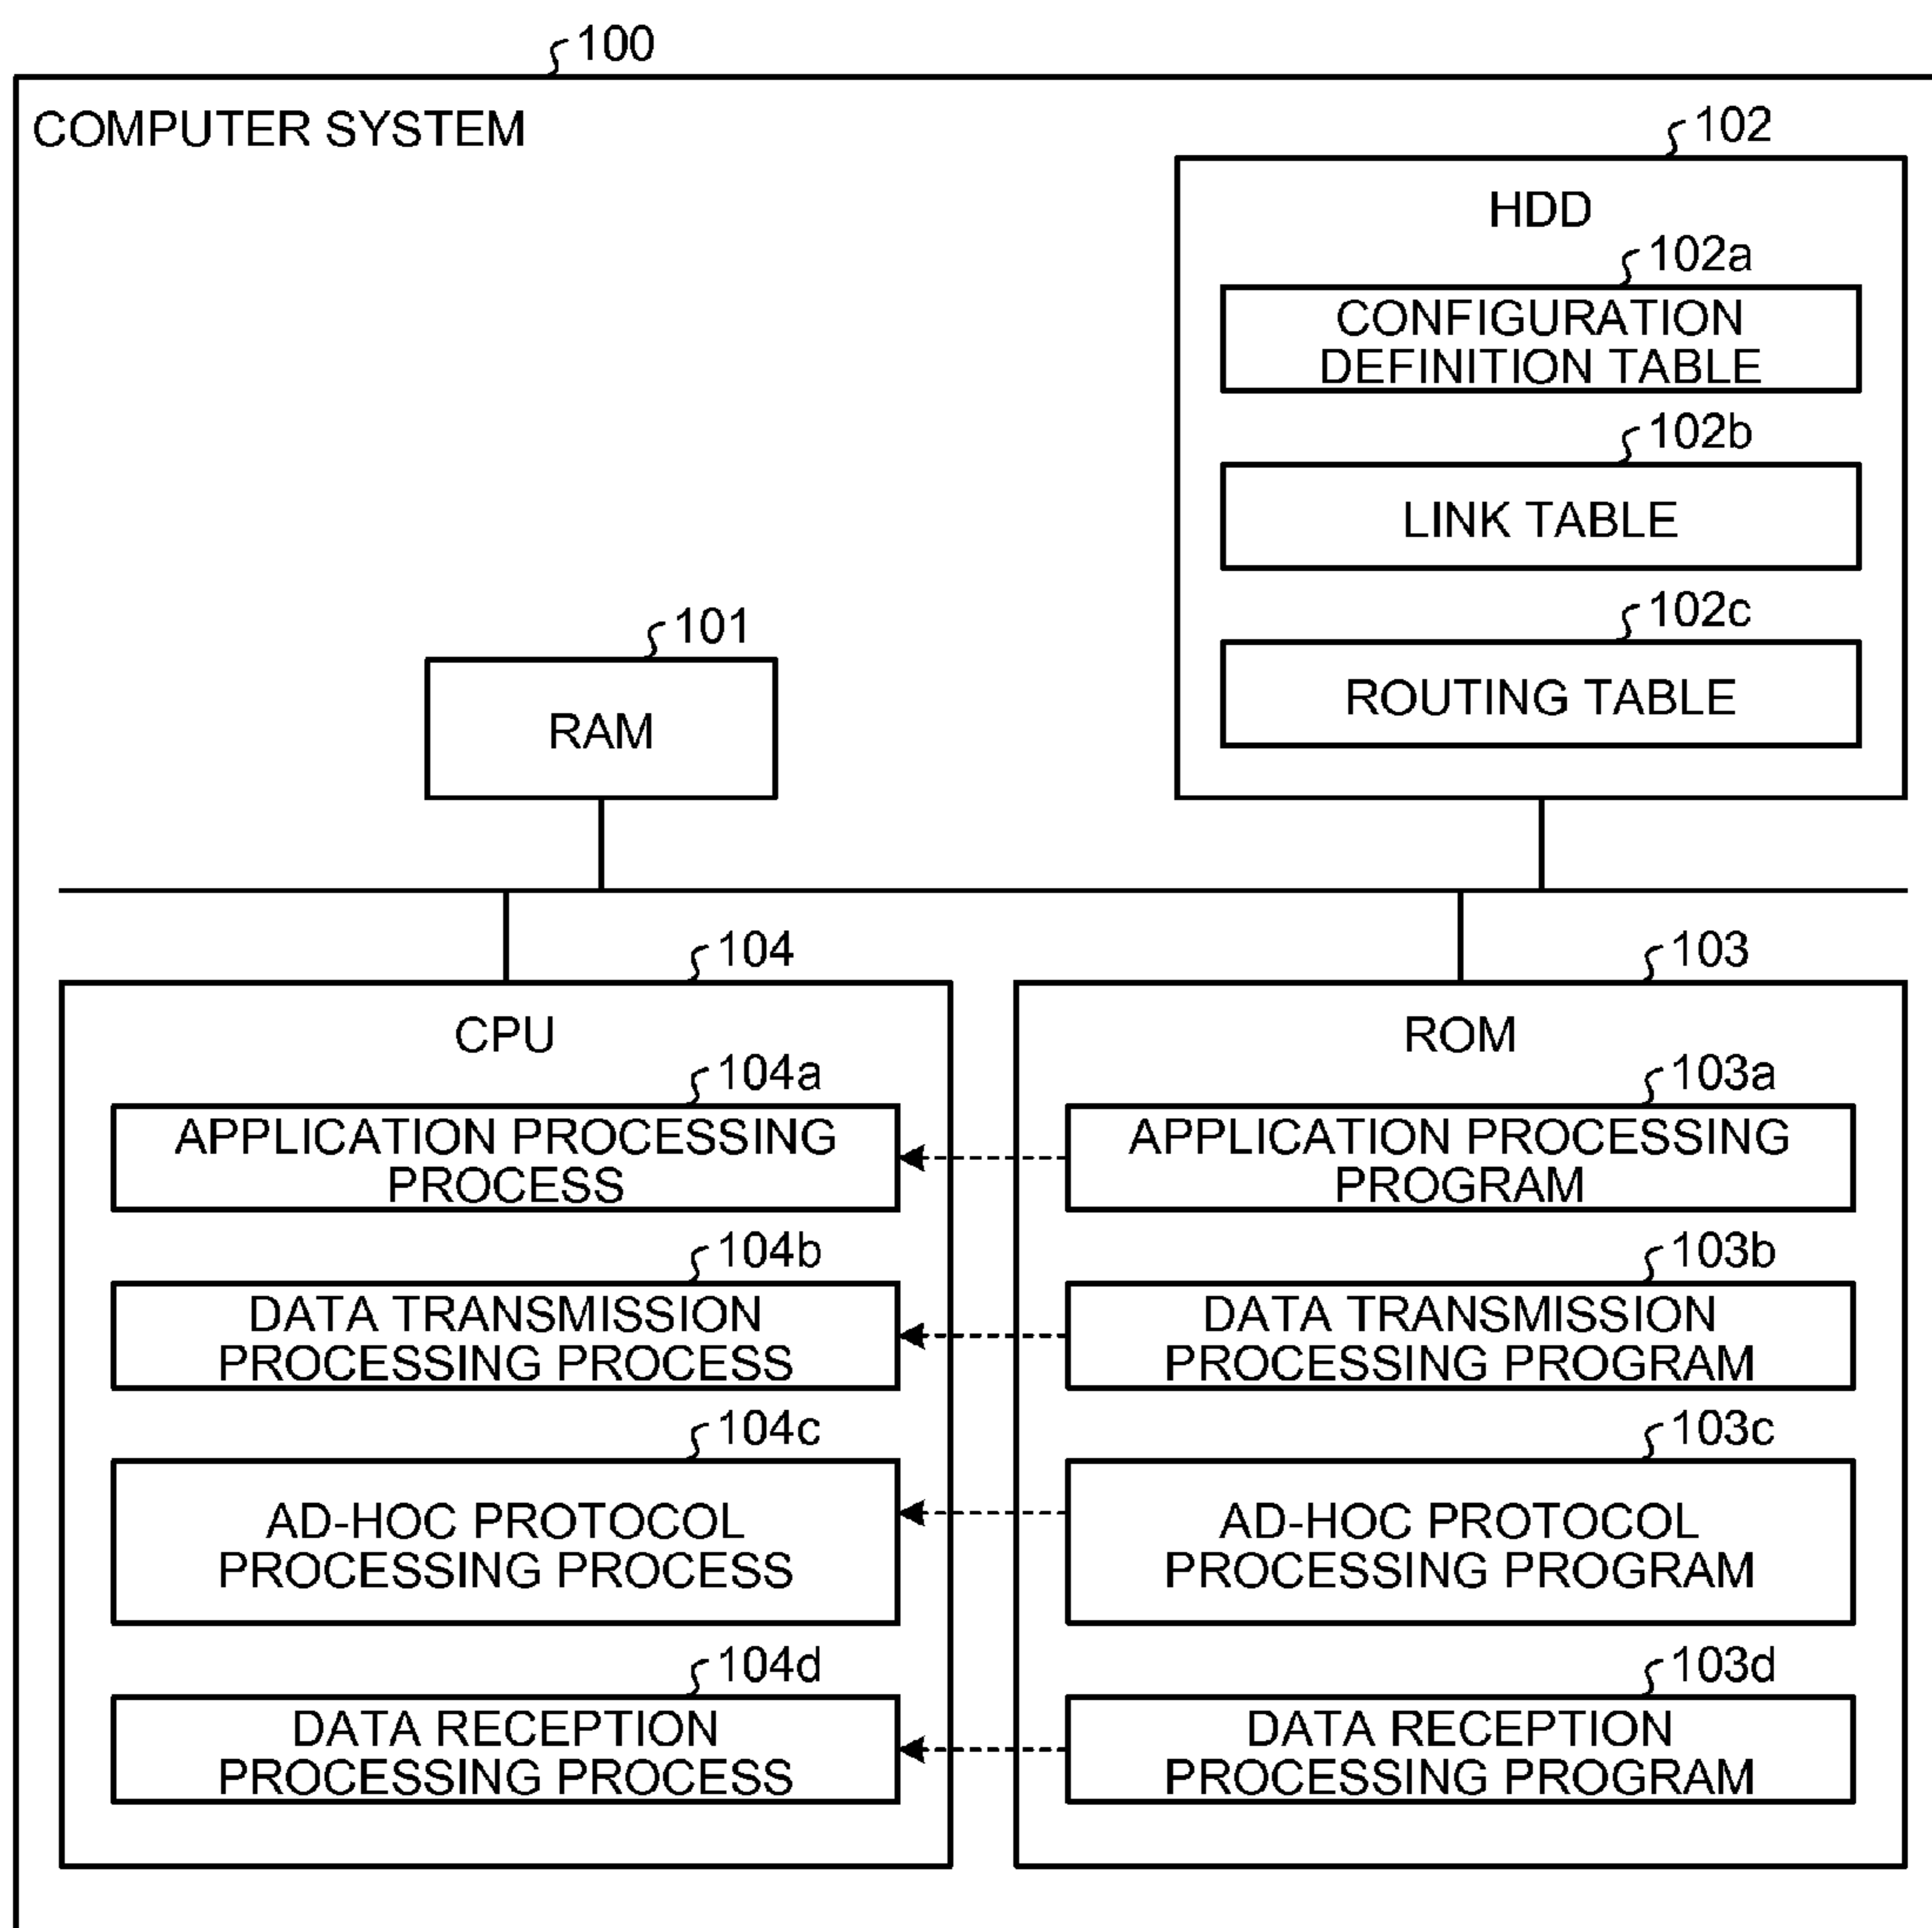 100
COMPUTER SYSTEM
102
HDD
102a
CONFIGURATION
DEFINITION TABLE
102b
LINK TABLE
102c
ROUTING TABLE
101
RAM
104
CPU
104a
APPLICATION PROCESSING
PROCESS
104b
DATA TRANSMISSION
PROCESSING PROCESS
104c
AD-HOC PROTOCOL
PROCESSING PROCESS
104d
DATA RECEPTION
PROCESSING PROCESS
103
ROM
103a
APPLICATION PROCESSING
PROGRAM
103b
DATA TRANSMISSION
PROCESSING PROGRAM
103c
AD-HOC PROTOCOL
PROCESSING PROGRAM
103d
DATA RECEPTION
PROCESSING PROGRAM